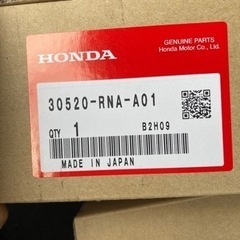 HONDA
GENUINE PARTS
Honda Motor Co., Ltd.
30520-RNA-A01
QTY 1 B2H09
MADE IN JAPAN